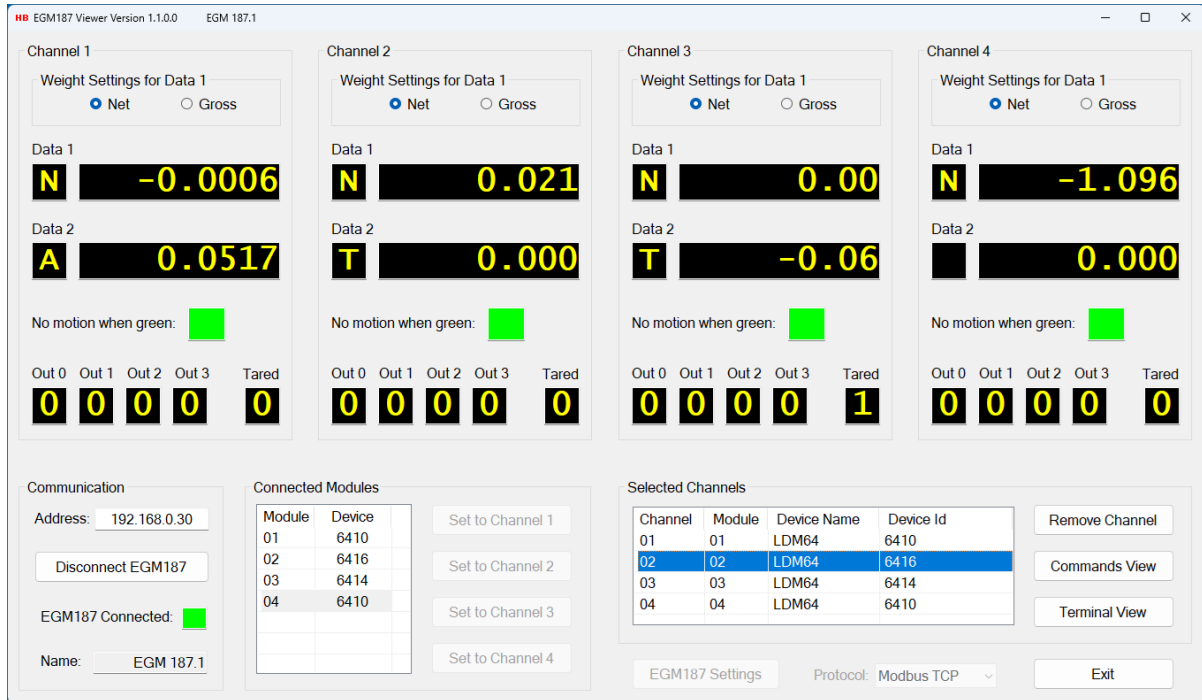 HB EGM187 Viewer Version 1.1.0.0 EGM 187.1
Channel 1
Weight Settings for Data 1
Net Gross
Data 1
N -0.0006
Data 2
A 0.0517
No motion when green:
Out 0 Out 1 Out 2 Out 3 Tared
0 0 0 0 0
Channel 2
Weight Settings for Data 1
Net Gross
Data 1
N 0.021
Data 2
T 0.000
No motion when green:
Out 0 Out 1 Out 2 Out 3 Tared
0 0 0 0 0
Channel 3
Weight Settings for Data 1
Net Gross
Data 1
N 0.00
Data 2
T -0.06
No motion when green:
Out 0 Out 1 Out 2 Out 3 Tared
0 0 0 0 1
Channel 4
Weight Settings for Data 1
Net Gross
Data 1
N -1.096
Data 2
0.000
No motion when green:
Out 0 Out 1 Out 2 Out 3 Tared
0 0 0 0 0
Communication
Address: 192.168.0.30
Disconnect EGM187
EGM187 Connected:
Name: EGM 187.1
Connected Modules
Module Device
01 6410
02 6416
03 6414
04 6410
Set to Channel 1
Set to Channel 2
Set to Channel 3
Set to Channel 4
Selected Channels
Channel Module Device Name Device Id
01 01 LDM64 6410
02 02 LDM64 6416
03 03 LDM64 6414
04 04 LDM64 6410
Remove Channel
Commands View
Terminal View
EGM187 Settings
Protocol: Modbus TCP
Exit